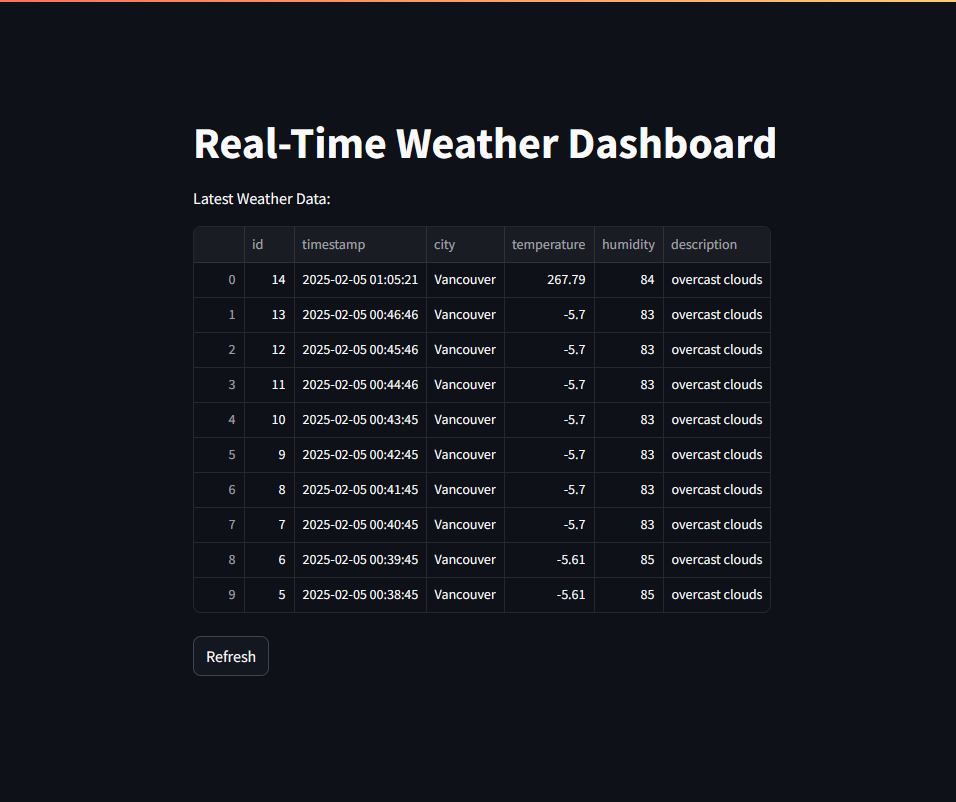 Real-Time Weather Dashboard
Latest Weather Data:
id timestamp city temperature humidity description
0 14 2025-02-05 01:05:21 Vancouver 267.79 84 overcast clouds
1 13 2025-02-05 00:46:46 Vancouver -5.7 83 overcast clouds
2 12 2025-02-05 00:45:46 Vancouver -5.7 83 overcast clouds
3 11 2025-02-05 00:44:46 Vancouver -5.7 83 overcast clouds
4 10 2025-02-05 00:43:45 Vancouver -5.7 83 overcast clouds
5 9 2025-02-05 00:42:45 Vancouver -5.7 83 overcast clouds
6 8 2025-02-05 00:41:45 Vancouver -5.7 83 overcast clouds
7 7 2025-02-05 00:40:45 Vancouver -5.7 83 overcast clouds
8 6 2025-02-05 00:39:45 Vancouver -5.61 85 overcast clouds
9 5 2025-02-05 00:38:45 Vancouver -5.61 85 overcast clouds
Refresh